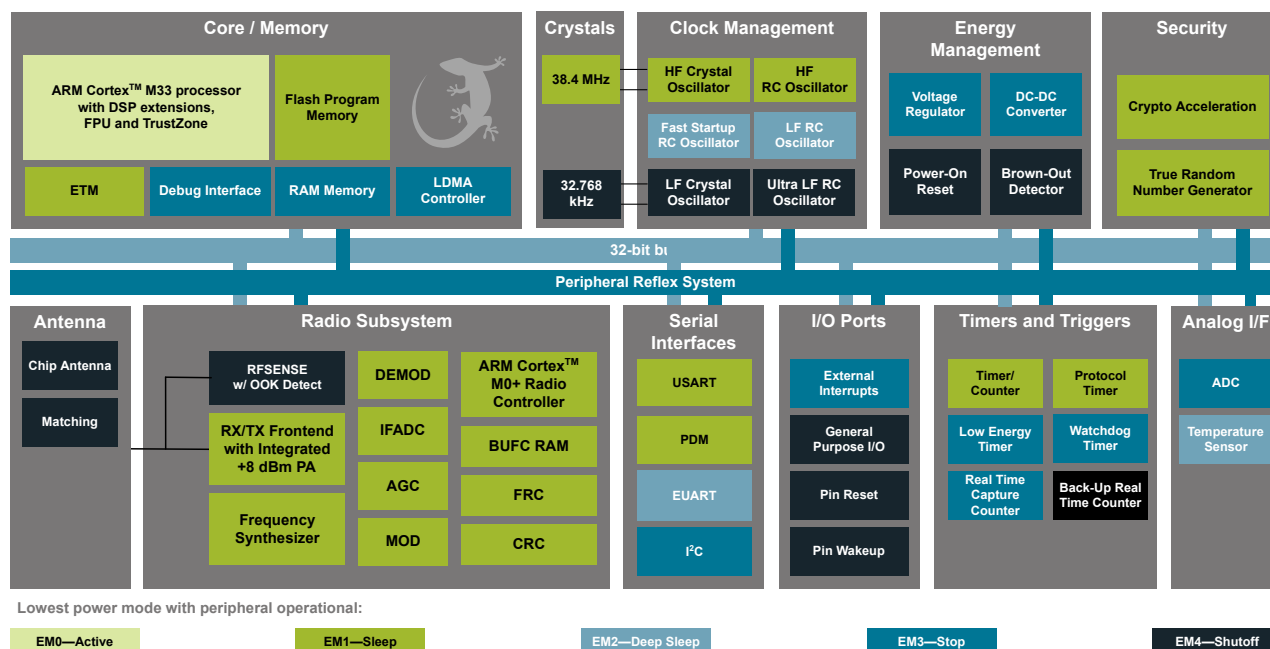 Core / Memory
ARM Cortex™ M33 processor
with DSP extensions,
FPU and TrustZone
Flash Program
Memory
ETM
Debug Interface
RAM Memory
LDMA
Controller
Crystals
38.4 MHz
32.768
kHz
Clock Management
HF Crystal
Oscillator
HF
RC Oscillator
Fast Startup
RC Oscillator
LF RC
Oscillator
LF Crystal
Oscillator
Ultra LF RC
Oscillator
Energy
Management
Voltage
Regulator
DC-DC
Converter
Power-On
Reset
Brown-Out
Detector
Security
Crypto Acceleration
True Random
Number Generator
32-bit bu
Peripheral Reflex System
Antenna
Chip Antenna
Matching
Radio Subsystem
RFSENSE
w/ OOK Detect
RX/TX Frontend
with Integrated
+8 dBm PA
Frequency
Synthesizer
DEMOD
IFADC
AGC
MOD
ARM Cortex™
M0+ Radio
Controller
BUFC RAM
FRC
CRC
Serial
Interfaces
USART
PDM
EUART
I²C
I/O Ports
External
Interrupts
General
Purpose I/O
Pin Reset
Pin Wakeup
Timers and Triggers
Timer/
Counter
Protocol
Timer
Low Energy
Timer
Watchdog
Timer
Real Time
Capture
Counter
Back-Up Real
Time Counter
Analog I/F
ADC
Temperature
Sensor
Lowest power mode with peripheral operational:
EM0—Active
EM1—Sleep
EM2—Deep Sleep
EM3—Stop
EM4—Shutoff